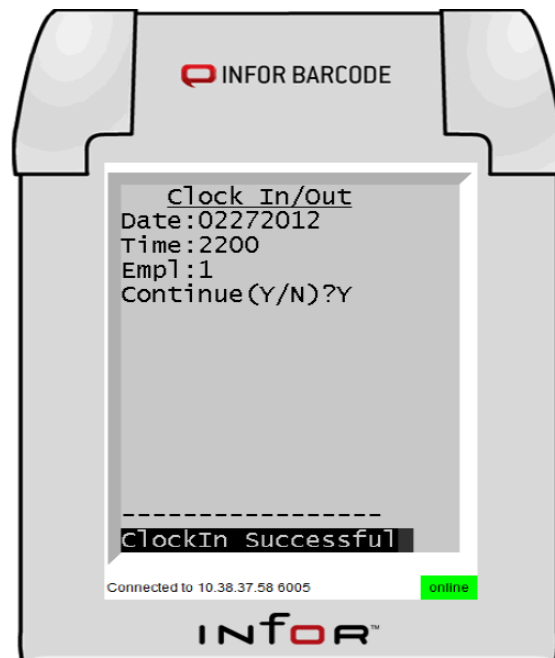 INFOR BARCODE
Clock In/Out
Date:02272012
Time:2200
Empl:1
Continue(Y/N)?Y
-----------------
ClockIn Successful
Connected to 10.38.37.58 6005 online
INFOR™